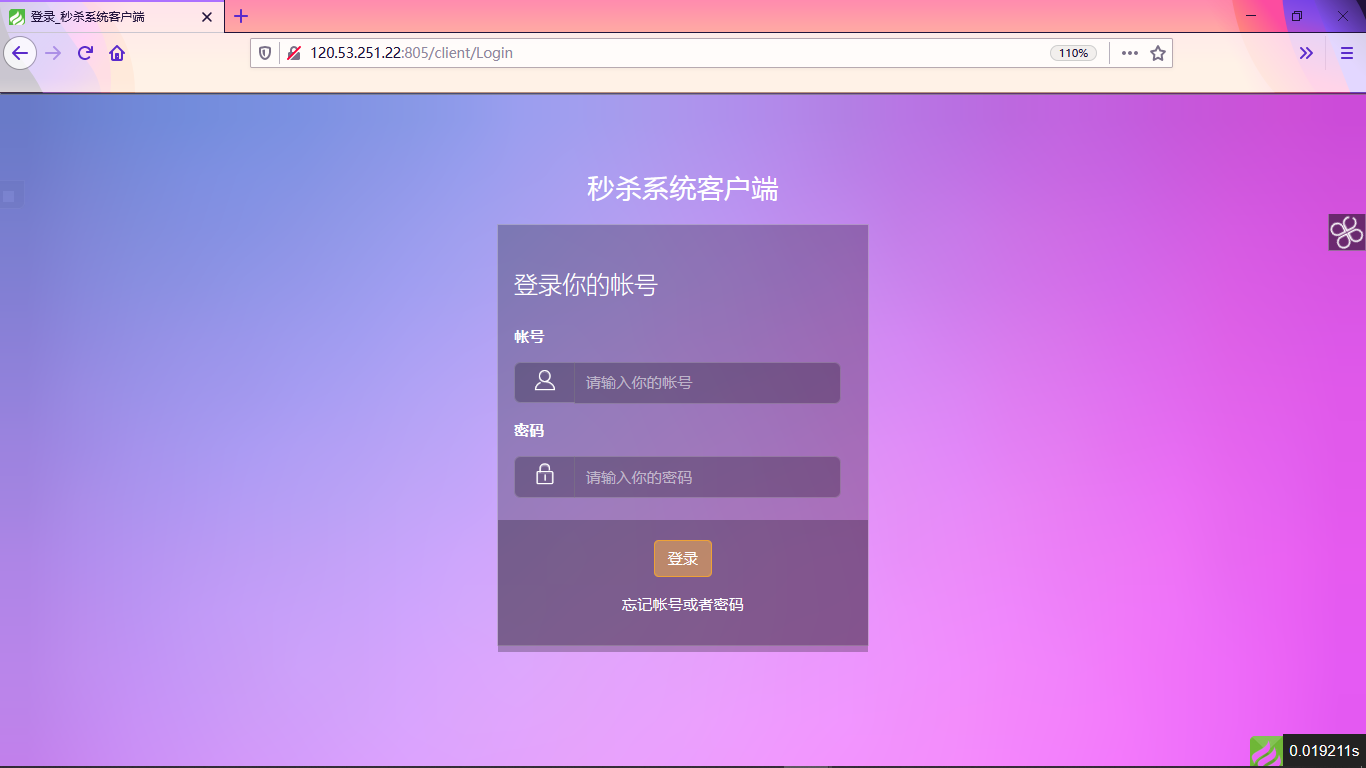 登录_秒杀系统客户端
120.53.251.22:805/client/Login
110%
秒杀系统客户端
登录你的帐号
帐号
请输入你的帐号
密码
请输入你的密码
登录
忘记帐号或者密码
0.019211s